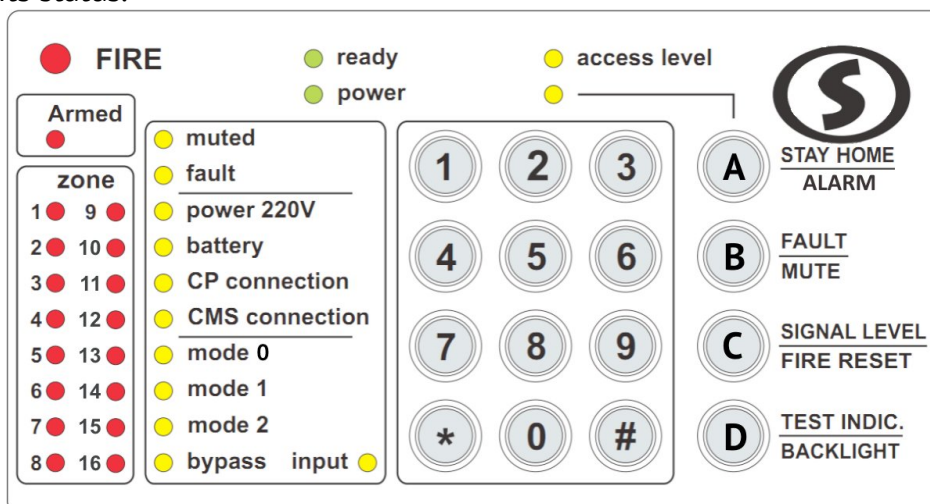 its status.
FIRE
ready
access level
power
Armed
zone
1 9
2 10
3 11
4 12
5 13
6 14
7 15
8 16
muted
fault
power 220V
battery
CP connection
CMS connection
mode 0
mode 1
mode 2
bypass input
1 2 3
4 5 6
7 8 9
* 0 #
S
A STAY HOME
ALARM
B FAULT
MUTE
C SIGNAL LEVEL
FIRE RESET
D TEST INDIC.
BACKLIGHT